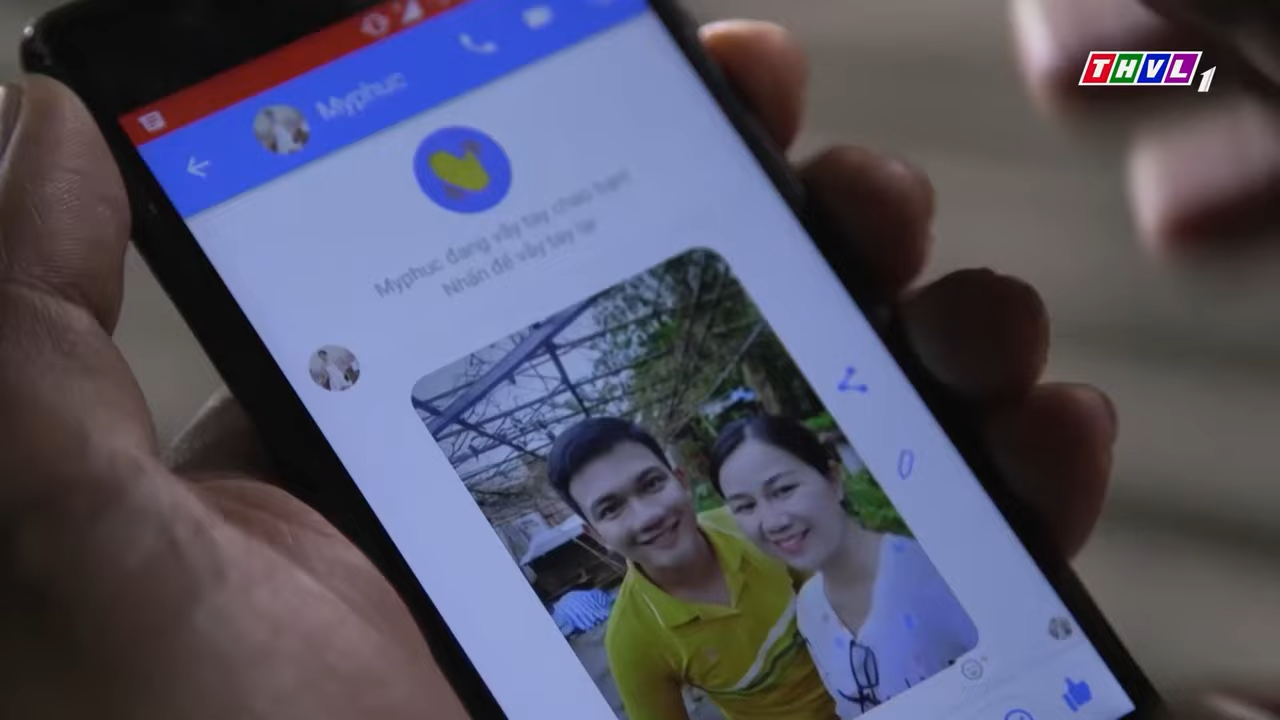 THVL1
Myphuc
Myphuc đang vẫy tay chào bạn!
Nhấn để vẫy tay lại